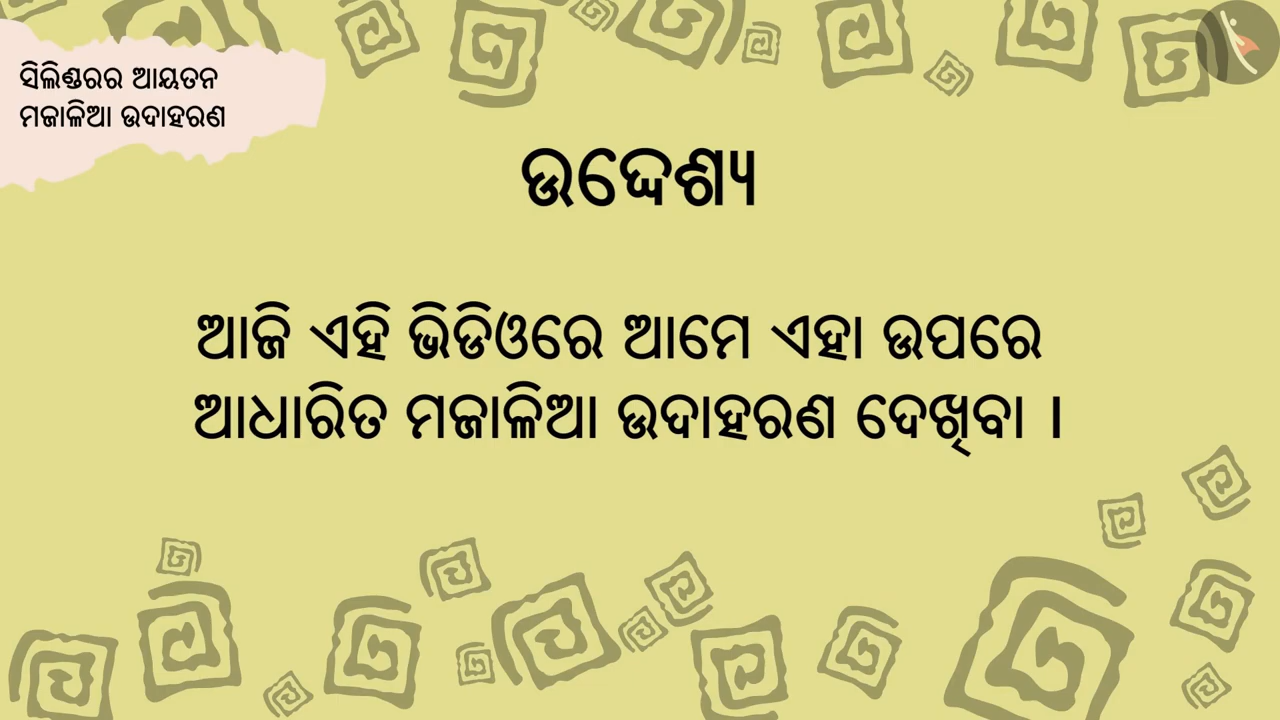 ସିଲିଣ୍ଡରର ଆୟତନ
ମଜାଳିଆ ଉଦାହରଣ
ଉଦ୍ଦେଶ୍ୟ
ଆଜି ଏହି ଭିଡିଓରେ ଆମେ ଏହା ଉପରେ
ଆଧାରିତ ମଜାଳିଆ ଉଦାହରଣ ଦେଖିବା ।